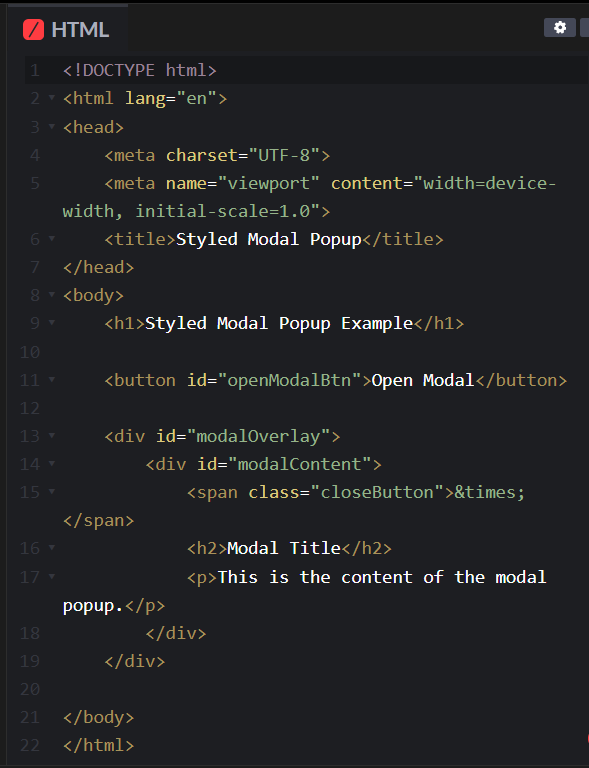 HTML
1 <!DOCTYPE html>
2 <html lang="en">
3 <head>
4     <meta charset="UTF-8">
5     <meta name="viewport" content="width=device-
width, initial-scale=1.0">
6     <title>Styled Modal Popup</title>
7 </head>
8 <body>
9     <h1>Styled Modal Popup Example</h1>
10
11     <button id="openModalBtn">Open Modal</button>
12
13     <div id="modalOverlay">
14         <div id="modalContent">
15             <span class="closeButton">&times;
</span>
16             <h2>Modal Title</h2>
17             <p>This is the content of the modal
popup.</p>
18         </div>
19     </div>
20
21 </body>
22 </html>